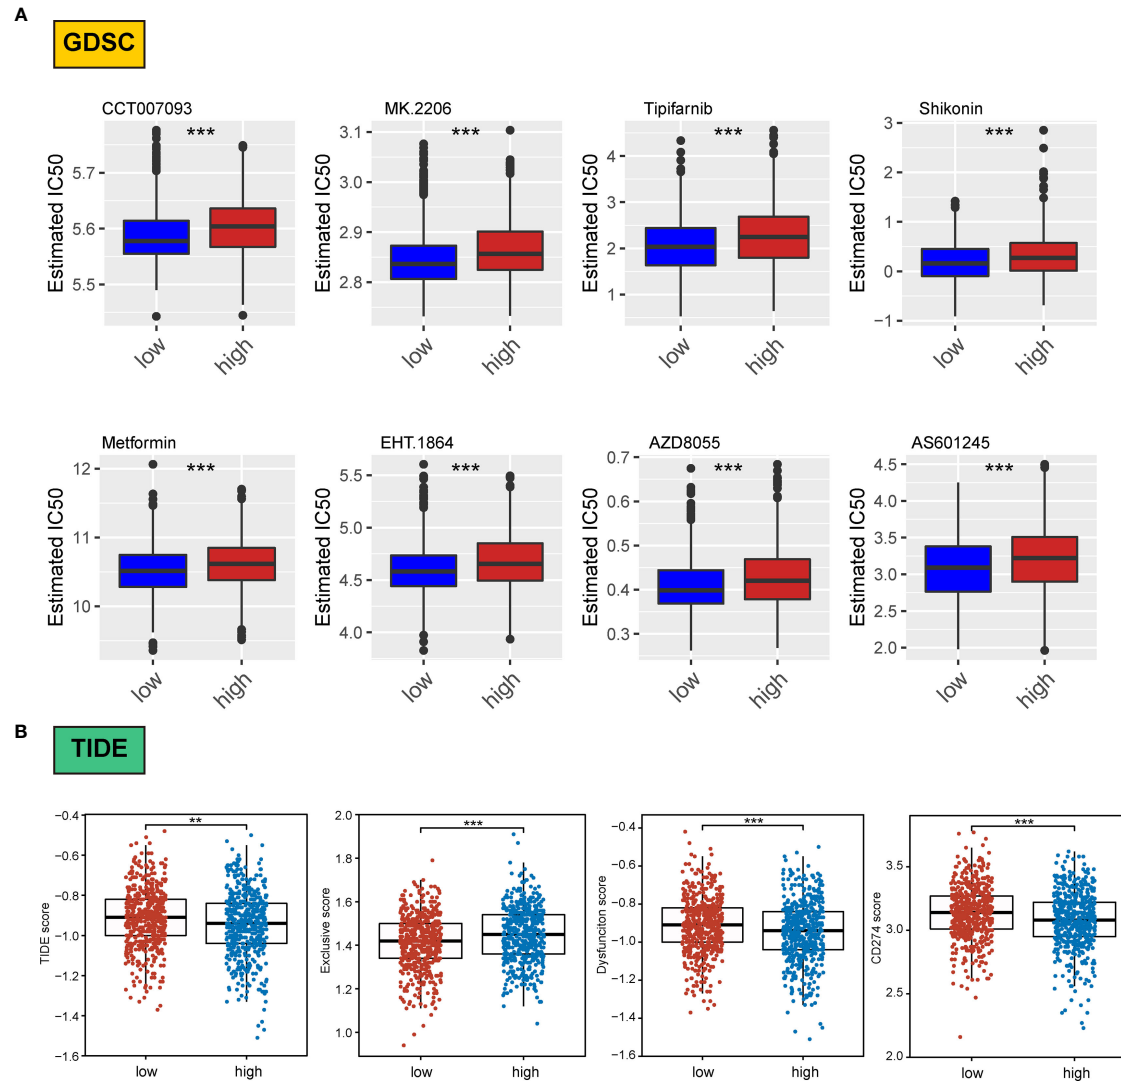 A
GDSC
CCT007093
***
Estimated IC50
5.7
5.6
5.5
low
high
MK.2206
***
Estimated IC50
3.1
3.0
2.9
2.8
low
high
Tipifarnib
***
Estimated IC50
4
3
2
1
low
high
Shikonin
***
Estimated IC50
3
2
1
0
−1
low
high
Metformin
***
Estimated IC50
12
11
10
low
high
EHT.1864
***
Estimated IC50
5.5
5.0
4.5
4.0
low
high
AZD8055
***
Estimated IC50
0.7
0.6
0.5
0.4
0.3
low
high
AS601245
***
Estimated IC50
4.5
4.0
3.5
3.0
2.5
2.0
low
high
B
TIDE
**
TIDE score
−0.4
−0.6
−0.8
−1.0
−1.2
−1.4
−1.6
low
high
***
Exclusive score
2.0
1.8
1.6
1.4
1.2
1.0
low
high
***
Dysfunciton score
−0.4
−0.6
−0.8
−1.0
−1.2
−1.4
−1.6
low
high
***
CD274 score
3.5
3.0
2.5
2.0
low
high